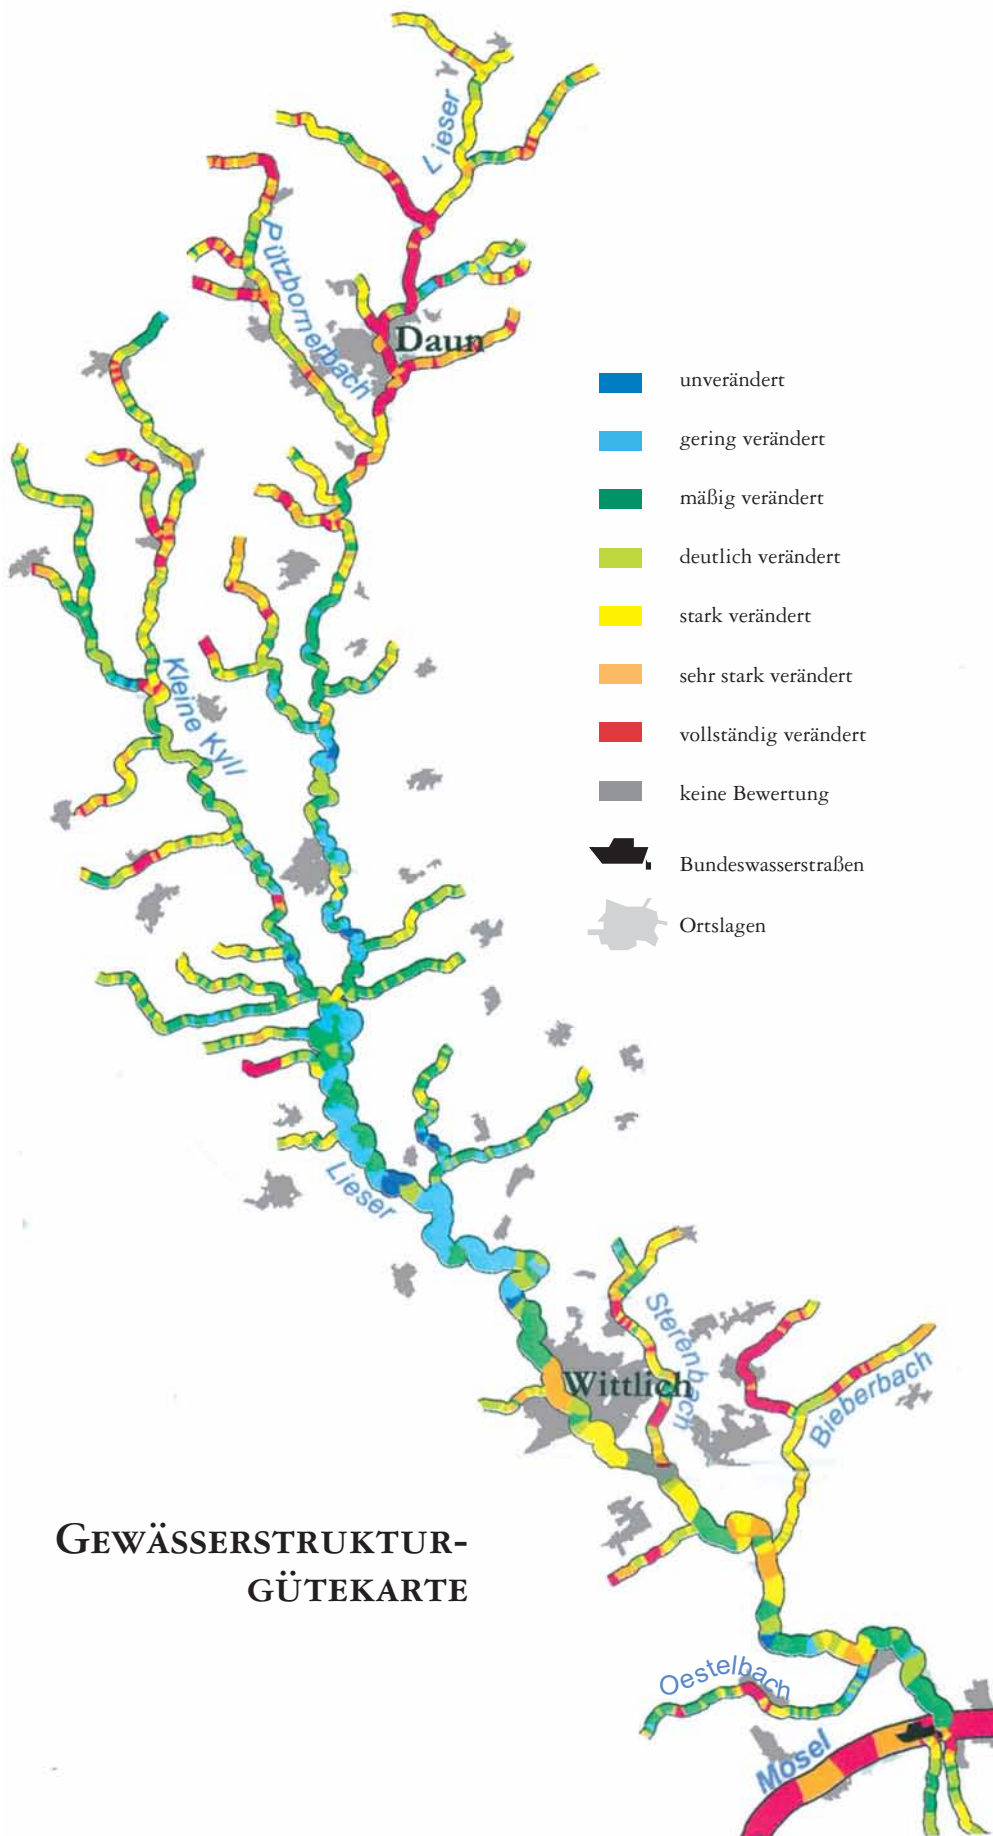 Lieser
Pützbornerbach
Daun
unverändert
gering verändert
mäßig verändert
deutlich verändert
stark verändert
sehr stark verändert
vollständig verändert
keine Bewertung
Bundeswasserstraßen
Ortslagen
Kleine Kyll
Lieser
Sterenbach
Wittlich
Bieberbach
GEWÄSSERSTRUKTUR-
GÜTEKARTE
Oestelbach
Mosel